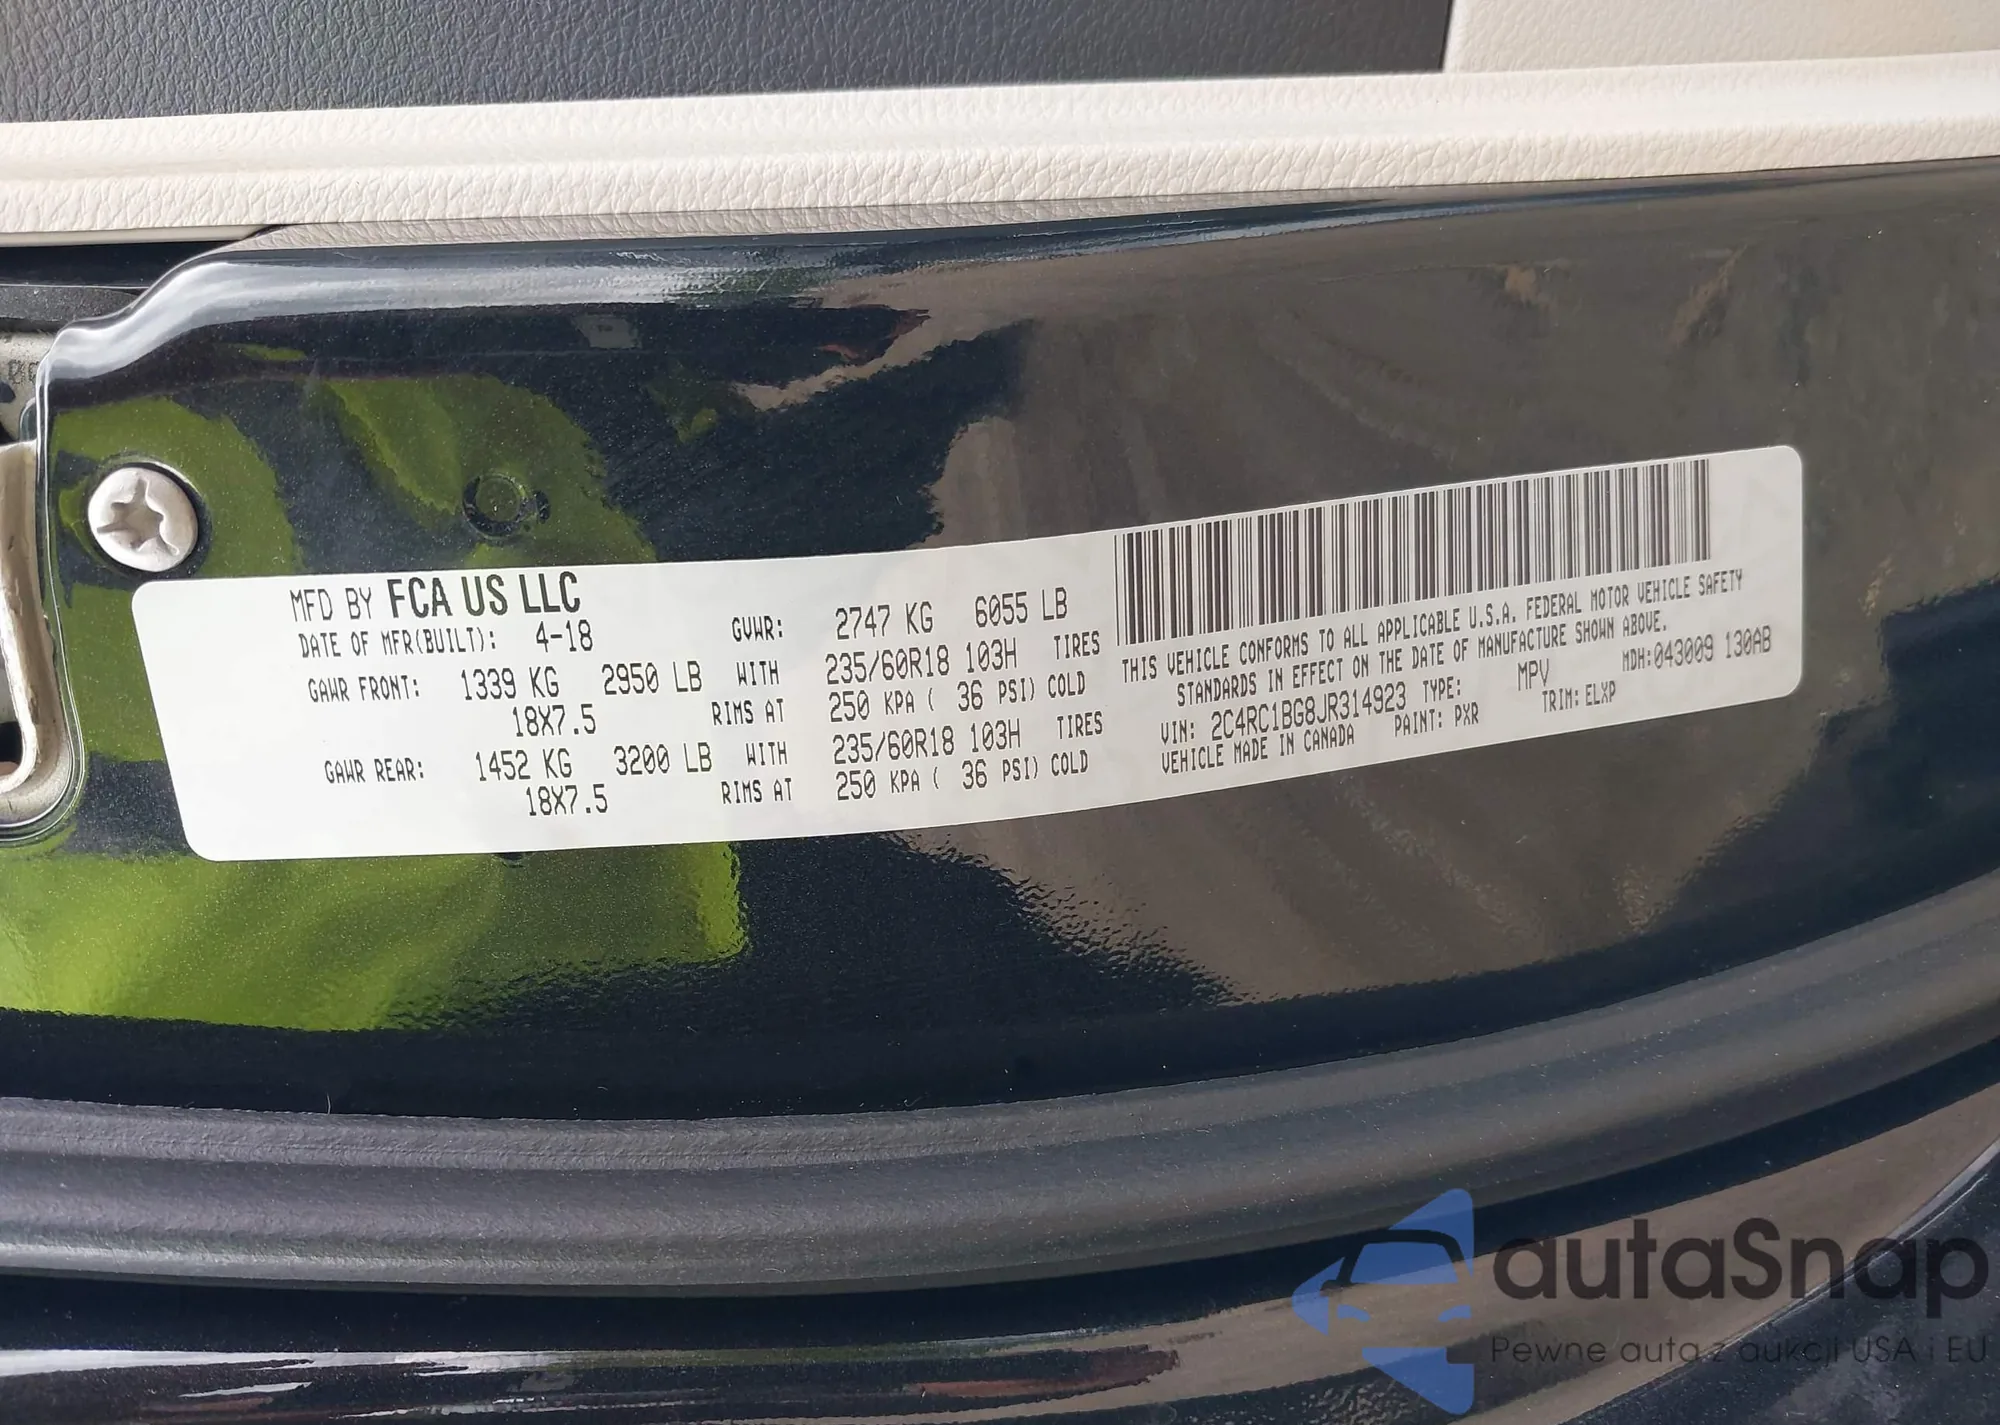 MFD BY FCA US LLC
DATE OF MFR(BUILT): 4-18 GVWR: 2747 KG 6055 LB
GAWR FRONT: 1339 KG 2950 LB WITH 235/60R18 103H TIRES
18X7.5 RIMS AT 250 KPA ( 36 PSI) COLD
GAWR REAR: 1452 KG 3200 LB WITH 235/60R18 103H TIRES
18X7.5 RIMS AT 250 KPA ( 36 PSI) COLD
THIS VEHICLE CONFORMS TO ALL APPLICABLE U.S.A. FEDERAL MOTOR VEHICLE SAFETY
STANDARDS IN EFFECT ON THE DATE OF MANUFACTURE SHOWN ABOVE.
VIN: 2C4RC1BG8JR314923 TYPE: MPV MDH:043009 130AB
VEHICLE MADE IN CANADA PAINT: PXR TRIM: ELXP
autaSnap
Pewne auta z aukcji USA i EU